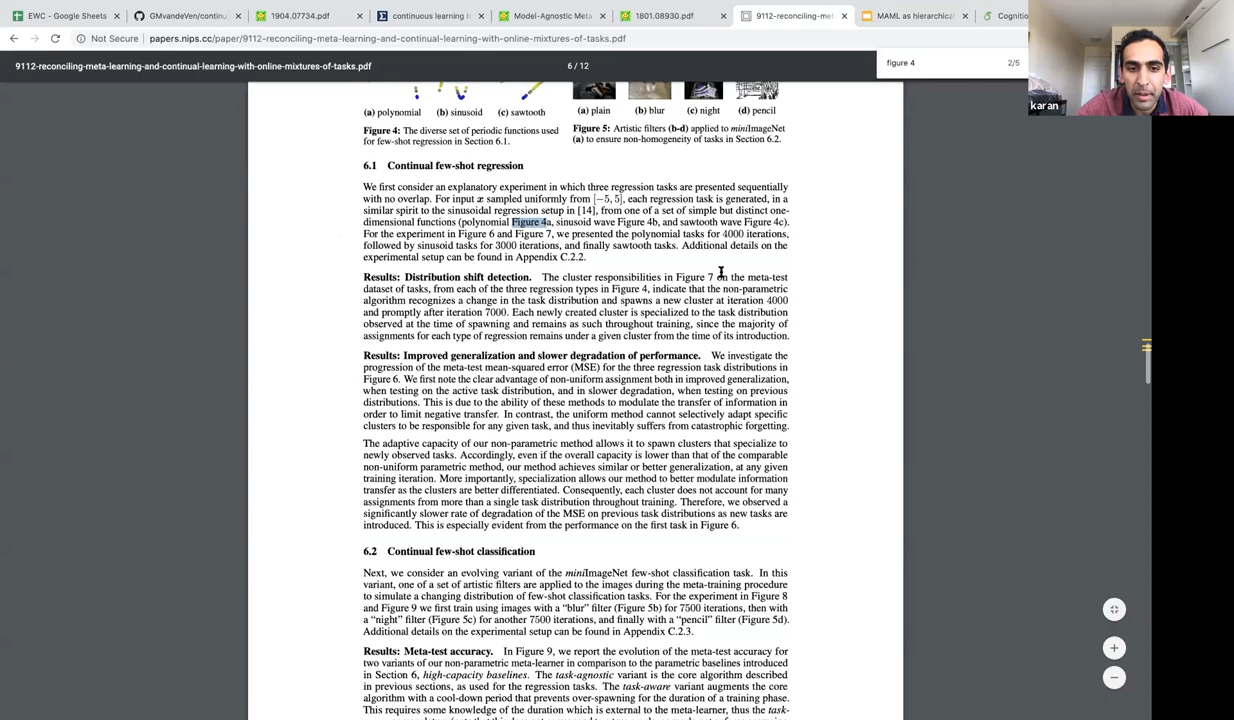 EWC - Google Sheets
GMvandeVen/continu
1904.07734.pdf
continuous learning b
Model-Agnostic Meta
1801.08930.pdf
9112-reconciling-met
MAML as hierarchical
Cognition
Not Secure
papers.nips.cc/paper/9112-reconciling-meta-learning-and-continual-learning-with-online-mixtures-of-tasks.pdf
9112-reconciling-meta-learning-and-continual-learning-with-online-mixtures-of-tasks.pdf
6 / 12
figure 4
2/5
karan
(a) polynomial (b) sinusoid (c) sawtooth
(a) plain (b) blur (c) night (d) pencil
Figure 4: The diverse set of periodic functions used
for few-shot regression in Section 6.1.
Figure 5: Artistic filters (b-d) applied to miniImageNet
(a) to ensure non-homogeneity of tasks in Section 6.2.
6.1 Continual few-shot regression
We first consider an explanatory experiment in which three regression tasks are presented sequentially
with no overlap. For input x sampled uniformly from [−5, 5], each regression task is generated, in a
similar spirit to the sinusoidal regression setup in [14], from one of a set of simple but distinct one-
dimensional functions (polynomial Figure 4a, sinusoid wave Figure 4b, and sawtooth wave Figure 4c).
For the experiment in Figure 6 and Figure 7, we presented the polynomial tasks for 4000 iterations,
followed by sinusoid tasks for 3000 iterations, and finally sawtooth tasks. Additional details on the
experimental setup can be found in Appendix C.2.2.
Results: Distribution shift detection. The cluster responsibilities in Figure 7 on the meta-test
dataset of tasks, from each of the three regression types in Figure 4, indicate that the non-parametric
algorithm recognizes a change in the task distribution and spawns a new cluster at iteration 4000
and promptly after iteration 7000. Each newly created cluster is specialized to the task distribution
observed at the time of spawning and remains as such throughout training, since the majority of
assignments for each type of regression remains under a given cluster from the time of its introduction.
Results: Improved generalization and slower degradation of performance. We investigate the
progression of the meta-test mean-squared error (MSE) for the three regression task distributions in
Figure 6. We first note the clear advantage of non-uniform assignment both in improved generalization,
when testing on the active task distribution, and in slower degradation, when testing on previous
distributions. This is due to the ability of these methods to modulate the transfer of information in
order to limit negative transfer. In contrast, the uniform method cannot selectively adapt specific
clusters to be responsible for any given task, and thus inevitably suffers from catastrophic forgetting.
The adaptive capacity of our non-parametric method allows it to spawn clusters that specialize to
newly observed tasks. Accordingly, even if the overall capacity is lower than that of the comparable
non-uniform parametric method, our method achieves similar or better generalization, at any given
training iteration. More importantly, specialization allows our method to better modulate information
transfer as the clusters are better differentiated. Consequently, each cluster does not account for many
assignments from more than a single task distribution throughout training. Therefore, we observed a
significantly slower rate of degradation of the MSE on previous task distributions as new tasks are
introduced. This is especially evident from the performance on the first task in Figure 6.
6.2 Continual few-shot classification
Next, we consider an evolving variant of the miniImageNet few-shot classification task. In this
variant, one of a set of artistic filters are applied to the images during the meta-training procedure
to simulate a changing distribution of few-shot classification tasks. For the experiment in Figure 8
and Figure 9 we first train using images with a “blur” filter (Figure 5b) for 7500 iterations, then with
a “night” filter (Figure 5c) for another 7500 iterations, and finally with a “pencil” filter (Figure 5d).
Additional details on the experimental setup can be found in Appendix C.2.3.
Results: Meta-test accuracy. In Figure 9, we report the evolution of the meta-test accuracy for
two variants of our non-parametric meta-learner in comparison to the parametric baselines introduced
in Section 6, high-capacity baselines. The task-agnostic variant is the core algorithm described
in previous sections, as used for the regression tasks. The task-aware variant augments the core
algorithm with a cool-down period that prevents over-spawning for the duration of a training phase.
This requires some knowledge of the duration which is external to the meta-learner, thus the task-